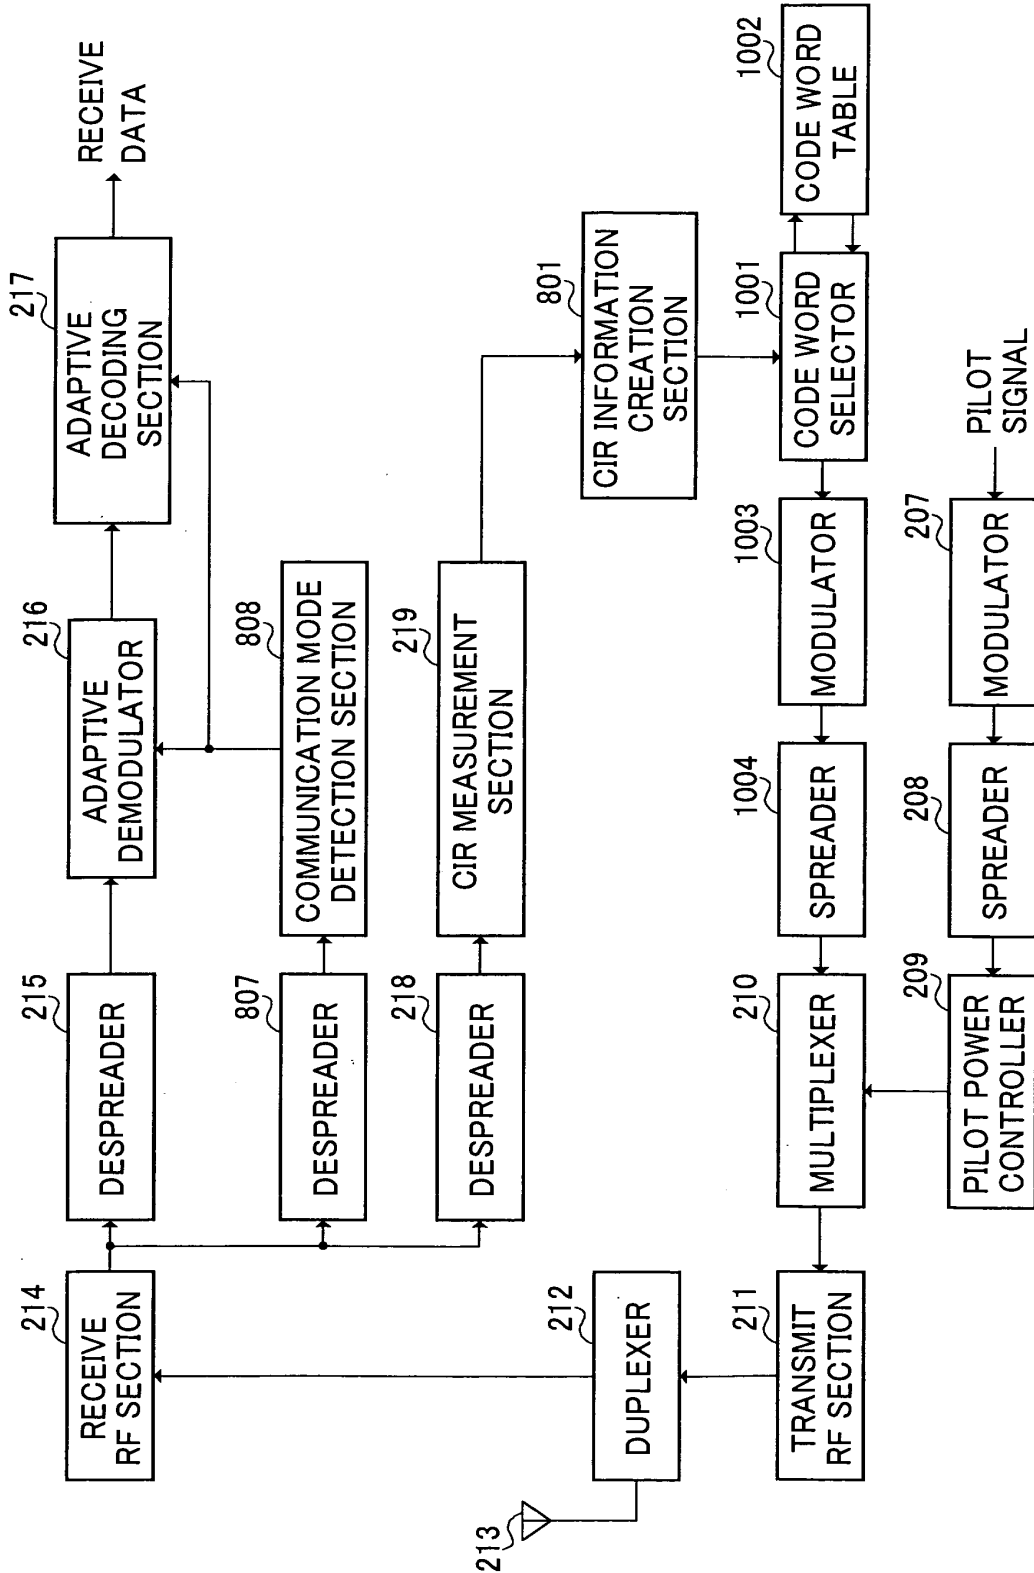 214
RECEIVE
RF SECTION
215
DESPREADER
216
ADAPTIVE
DEMODULATOR
217
ADAPTIVE
DECODING
SECTION
RECEIVE
DATA
807
DESPREADER
808
COMMUNICATION MODE
DETECTION SECTION
218
DESPREADER
219
CIR MEASUREMENT
SECTION
213
212
DUPLEXER
801
CIR INFORMATION
CREATION
SECTION
211
TRANSMIT
RF SECTION
210
MULTIPLEXER
1004
SPREADER
1003
MODULATOR
1001
CODE WORD
SELECTOR
1002
CODE WORD
TABLE
209
PILOT POWER
CONTROLLER
208
SPREADER
207
MODULATOR
PILOT
SIGNAL